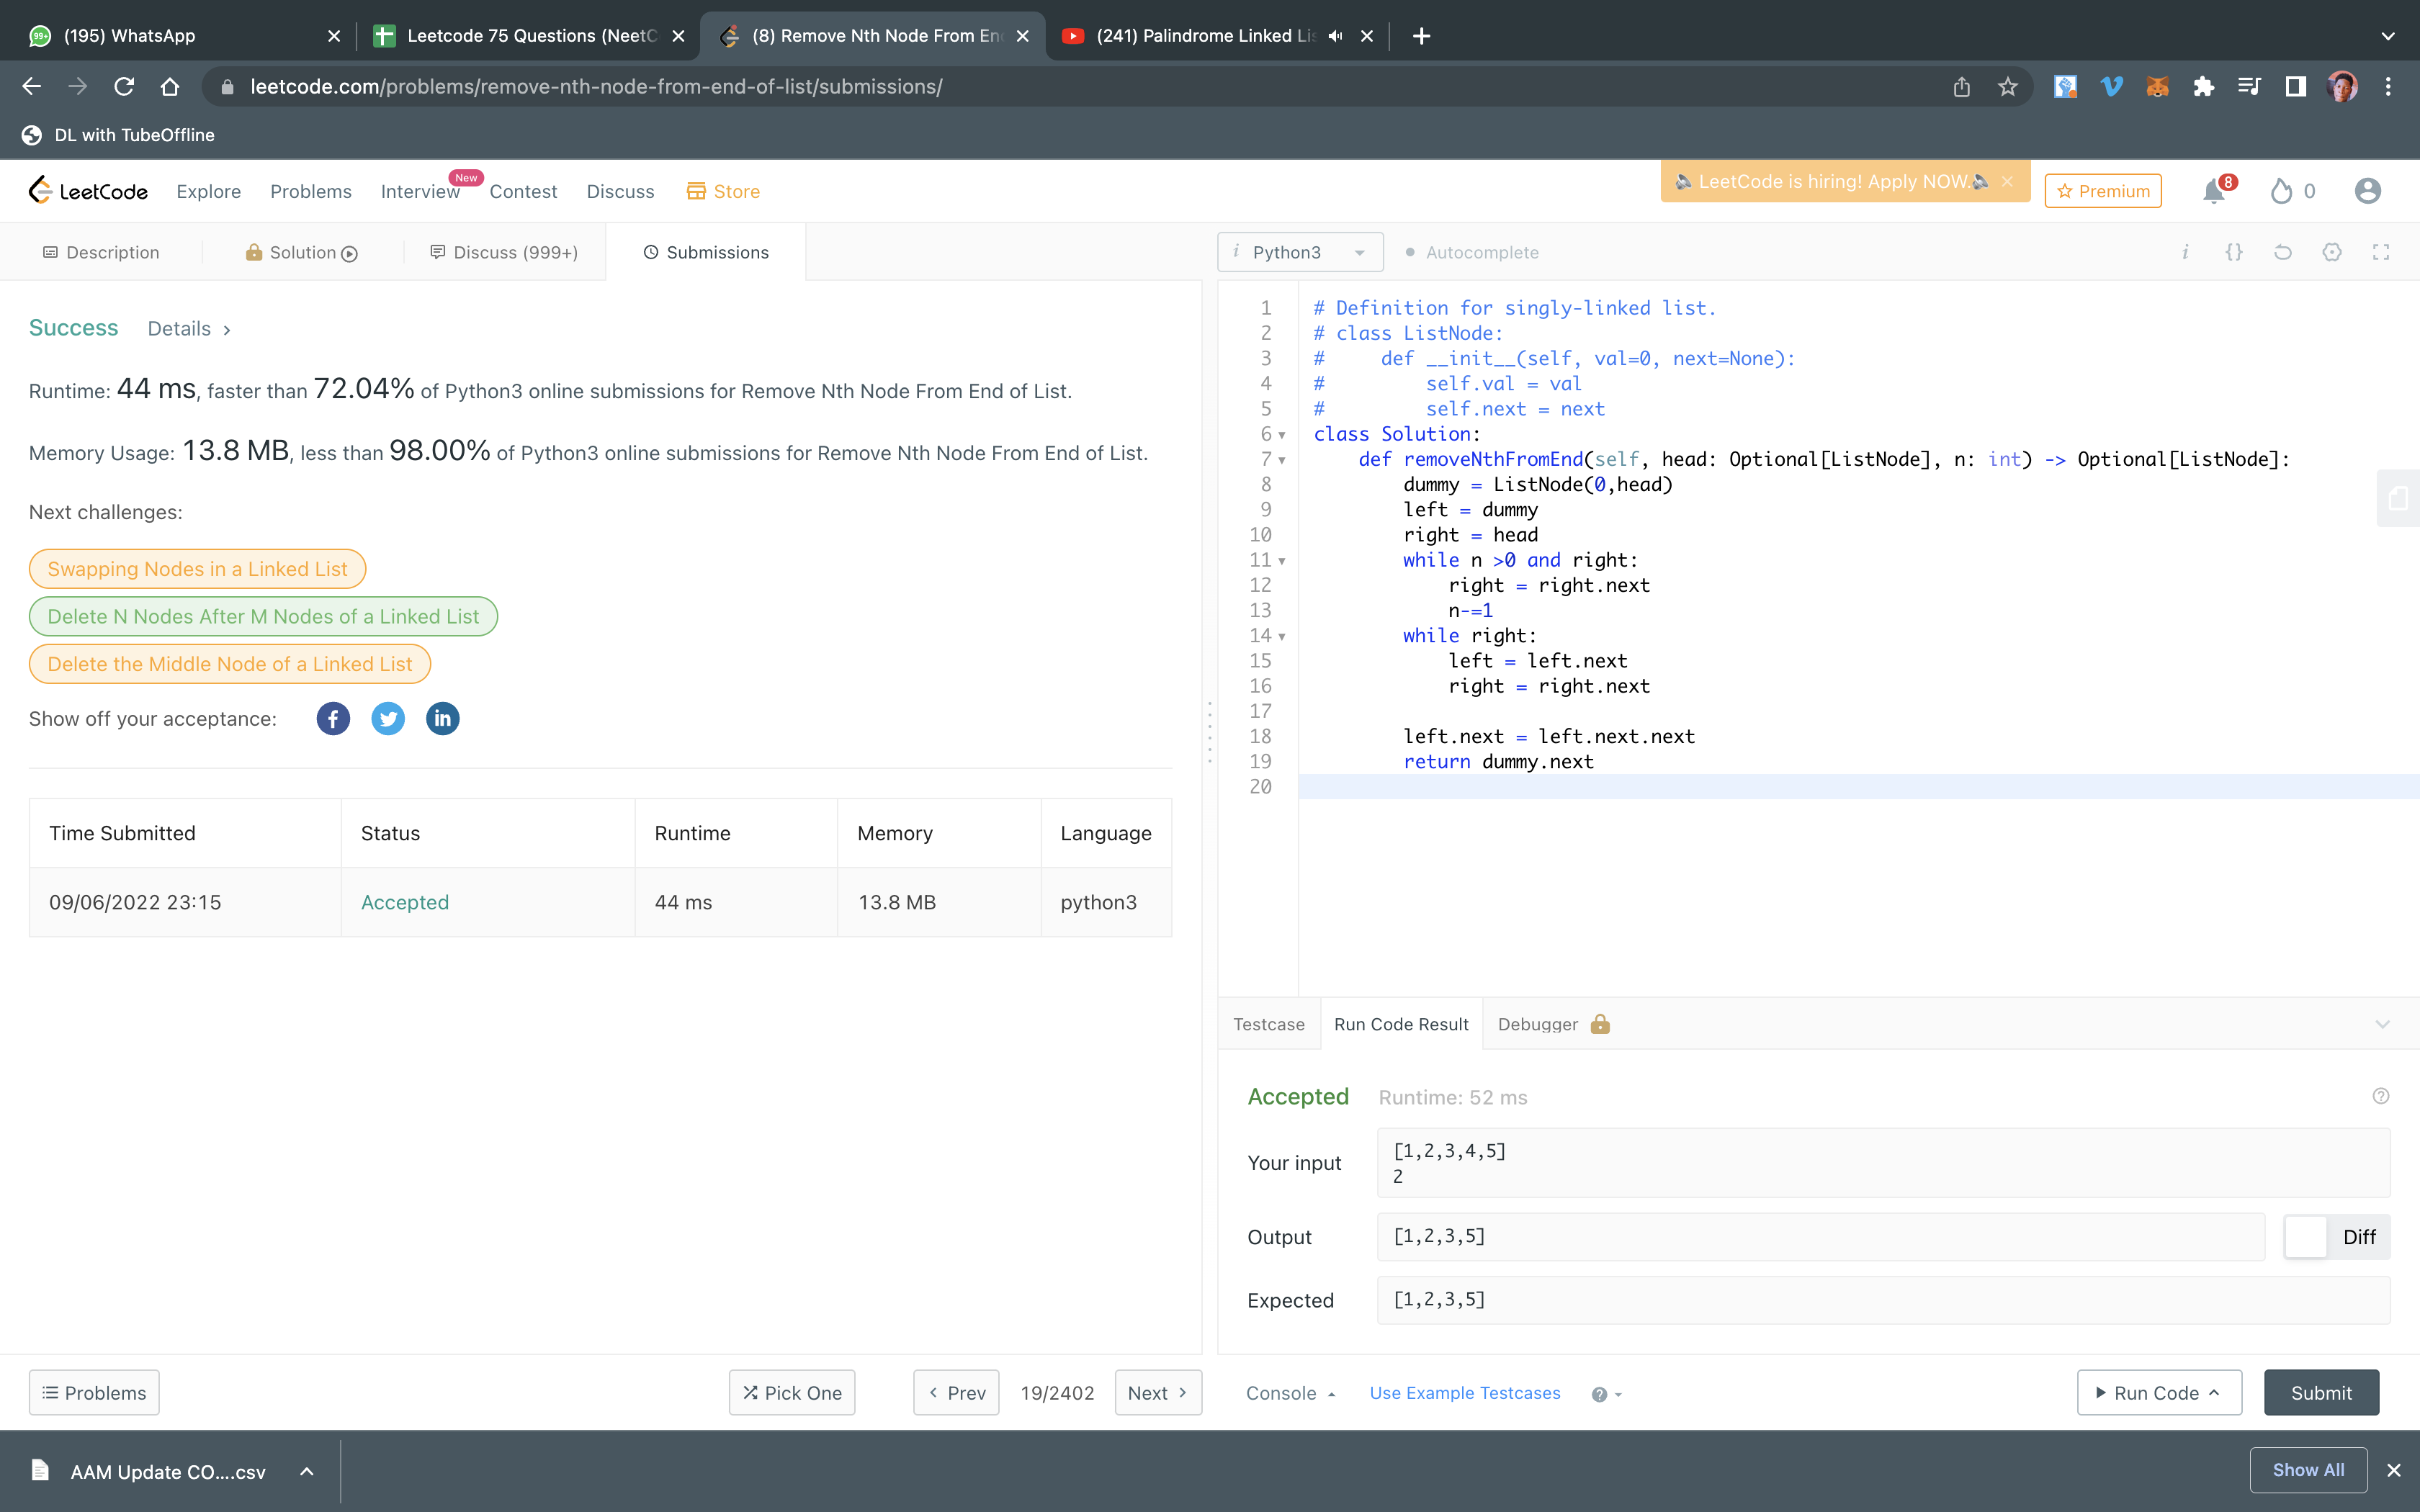 (195) WhatsApp
Leetcode 75 Questions (NeetC
(8) Remove Nth Node From En
(241) Palindrome Linked Lis
leetcode.com/problems/remove-nth-node-from-end-of-list/submissions/
DL with TubeOffline
LeetCode
Explore
Problems
Interview
New
Contest
Discuss
Store
LeetCode is hiring! Apply NOW.
Premium
8
0
Description
Solution
Discuss (999+)
Submissions
i Python3
Autocomplete
i
{}
Success
Details
Runtime: 44 ms, faster than 72.04% of Python3 online submissions for Remove Nth Node From End of List.
Memory Usage: 13.8 MB, less than 98.00% of Python3 online submissions for Remove Nth Node From End of List.
Next challenges:
Swapping Nodes in a Linked List
Delete N Nodes After M Nodes of a Linked List
Delete the Middle Node of a Linked List
Show off your acceptance:
Time Submitted Status Runtime Memory Language
09/06/2022 23:15 Accepted 44 ms 13.8 MB python3
1 # Definition for singly-linked list.
2 # class ListNode:
3 #     def __init__(self, val=0, next=None):
4 #         self.val = val
5 #         self.next = next
6 class Solution:
7     def removeNthFromEnd(self, head: Optional[ListNode], n: int) -> Optional[ListNode]:
8         dummy = ListNode(0,head)
9         left = dummy
10         right = head
11         while n >0 and right:
12             right = right.next
13             n-=1
14         while right:
15             left = left.next
16             right = right.next
17
18         left.next = left.next.next
19         return dummy.next
20
Testcase
Run Code Result
Debugger
Accepted
Runtime: 52 ms
Your input
[1,2,3,4,5]
2
Output
[1,2,3,5]
Diff
Expected
[1,2,3,5]
Problems
Pick One
Prev
19/2402
Next
Console
Use Example Testcases
Run Code
Submit
AAM Update CO....csv
Show All